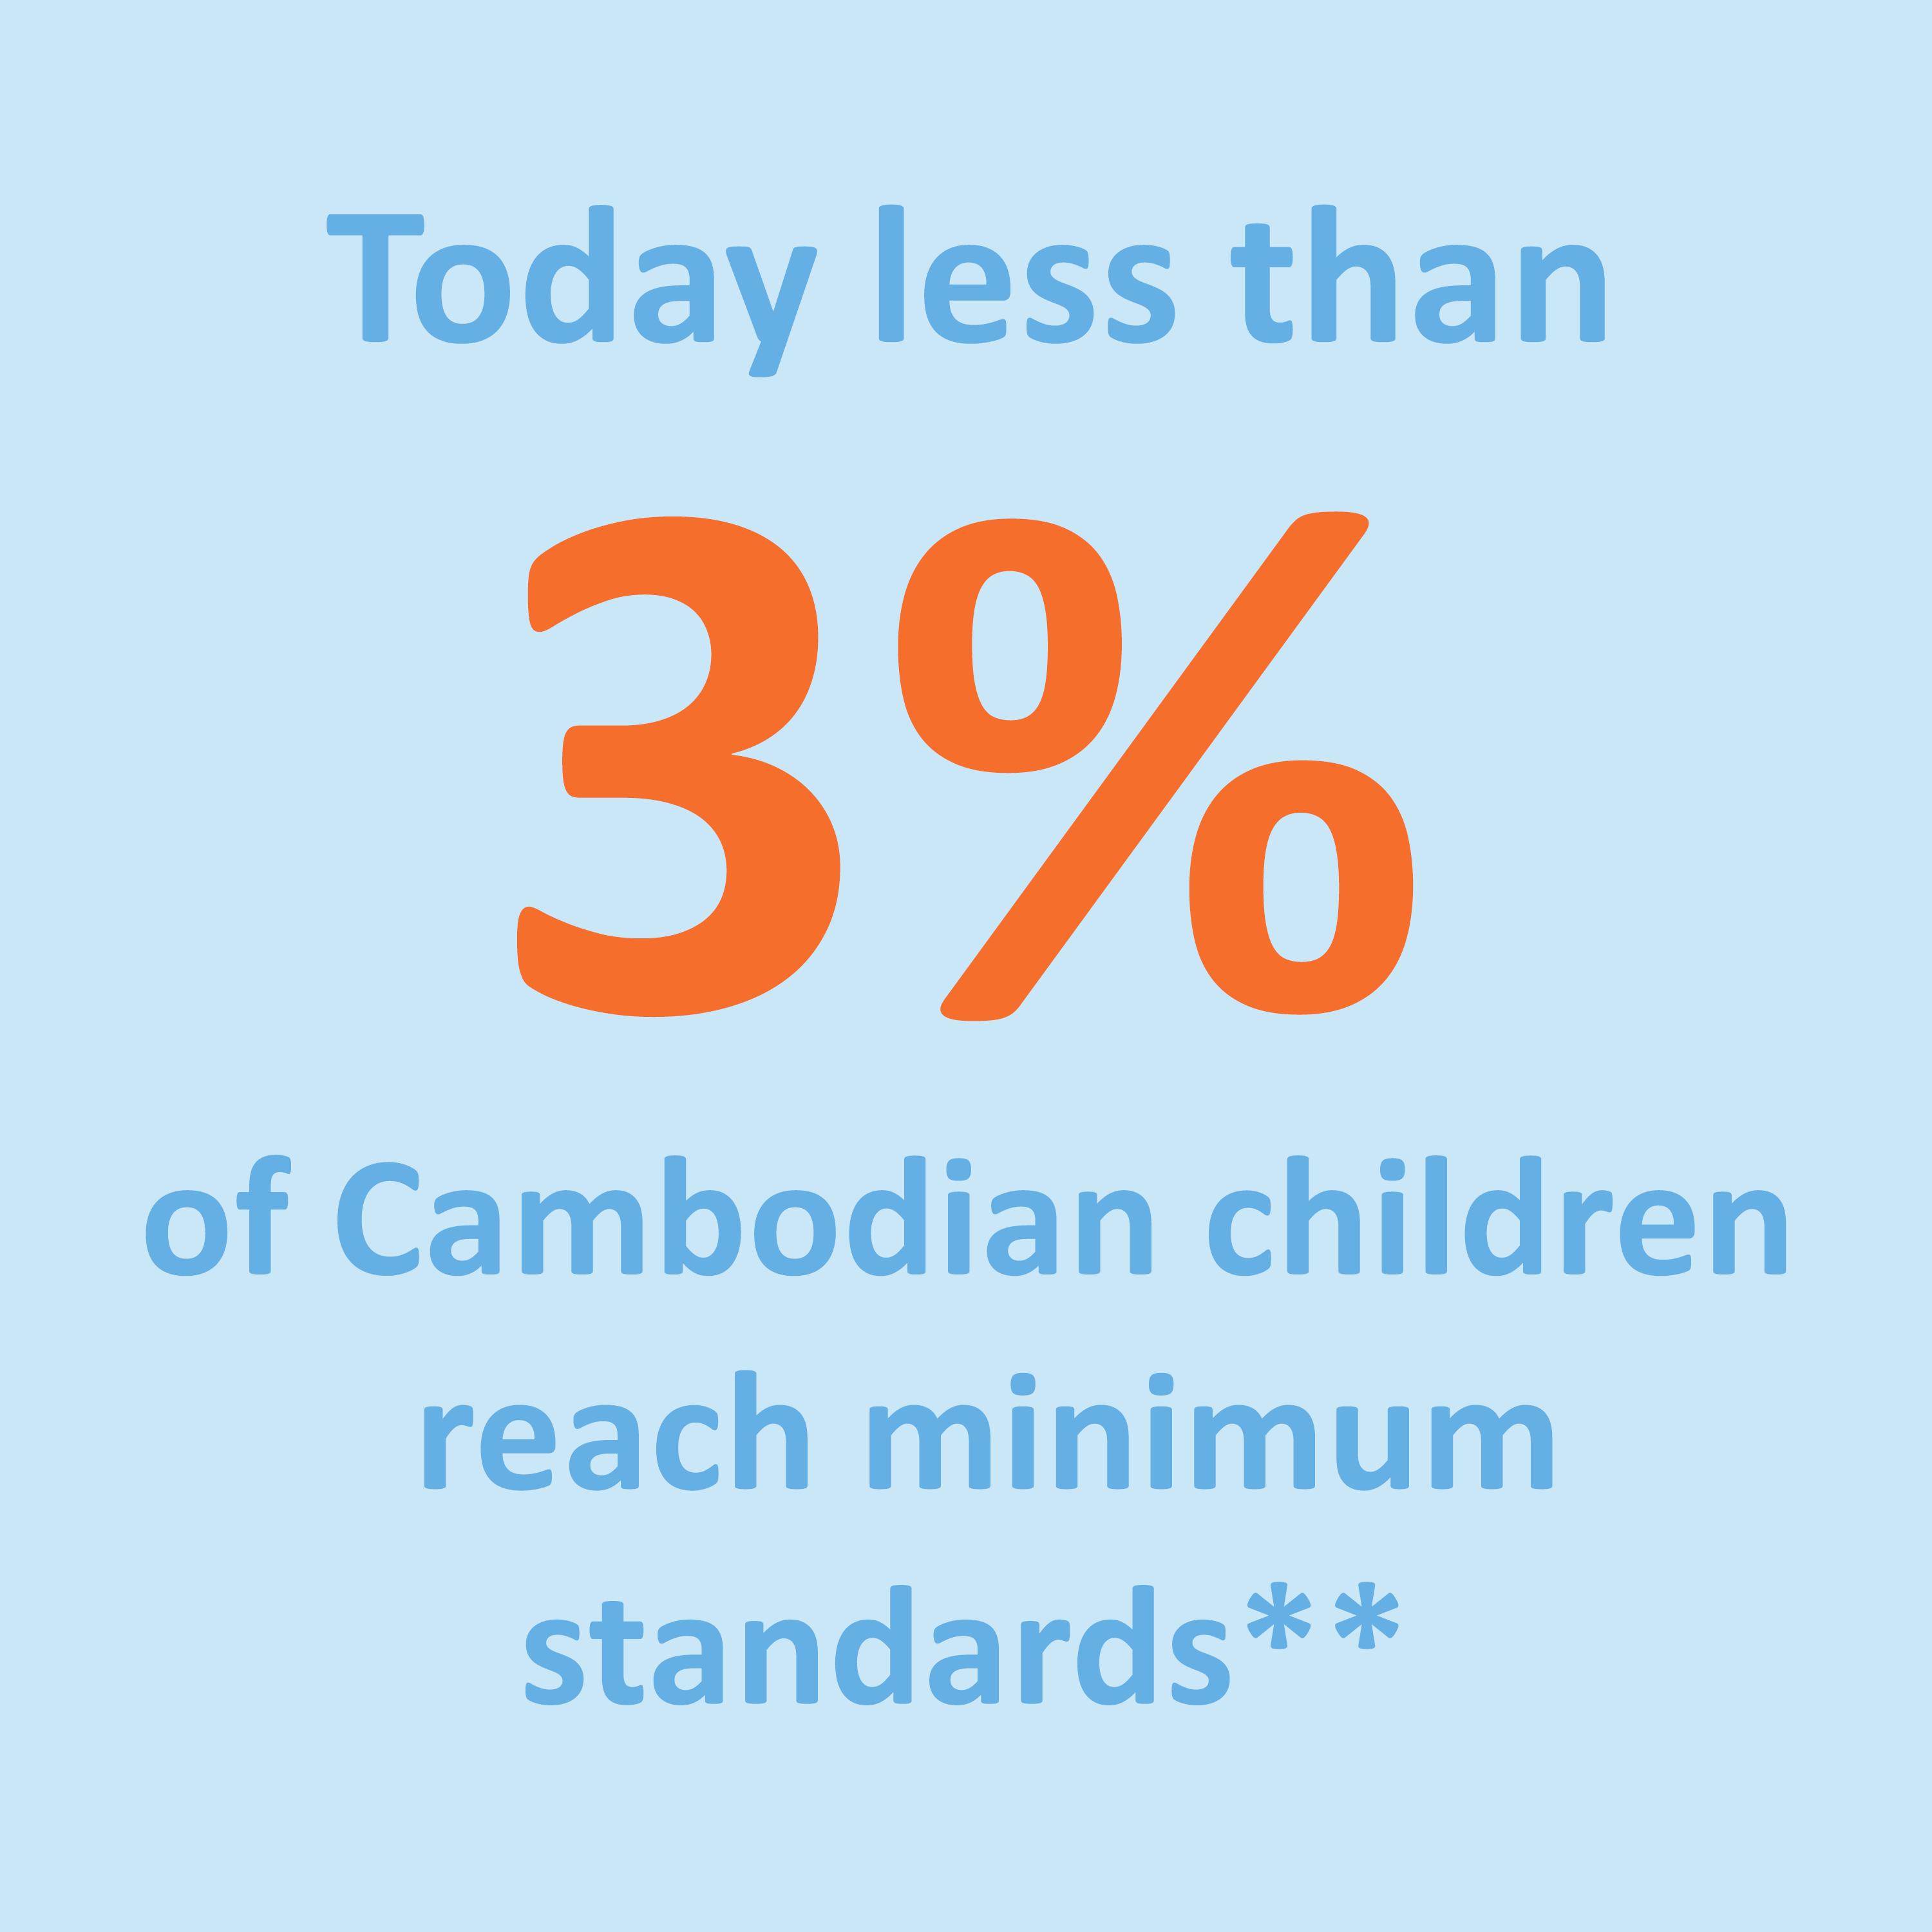 Today less than
3%
of Cambodian children
reach minimum
standards**